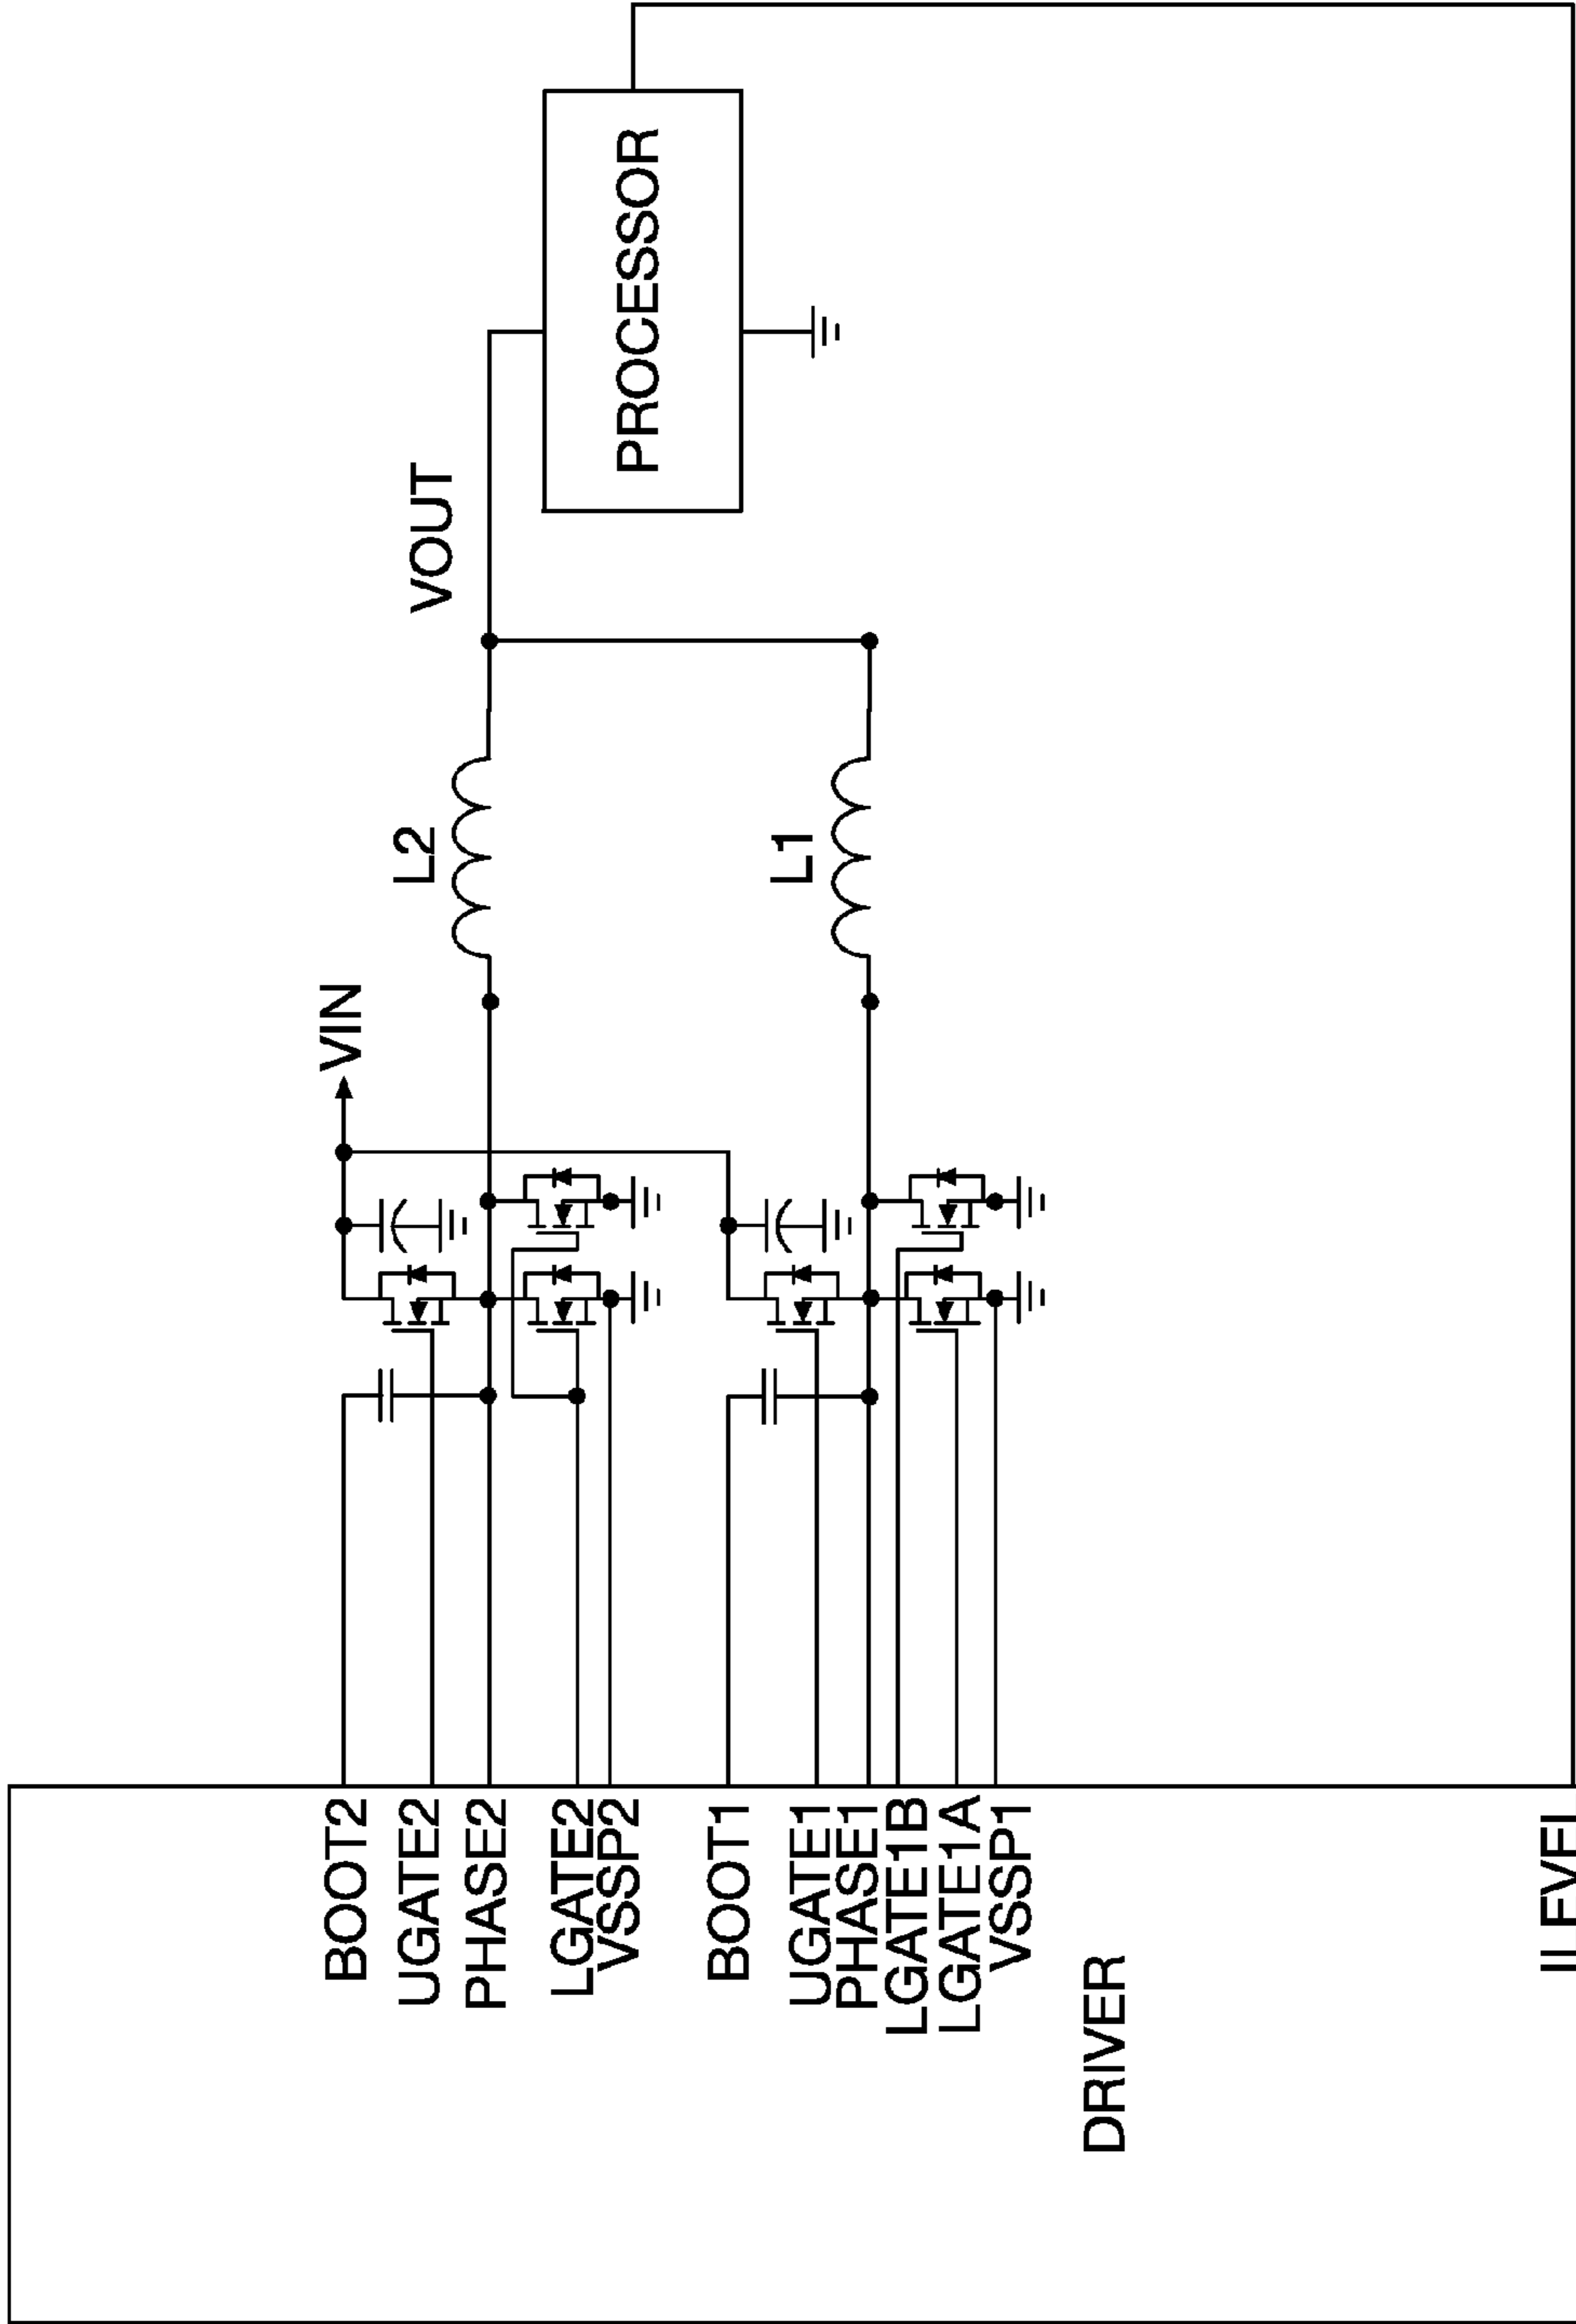 BOOT2
UGATE2
PHASE2
LGATE2
VSSP2
BOOT1
UGATE1
PHASE1
LGATE1B
LGATE1A
VSSP1
DRIVER
VIN
L2
L1
VOUT
PROCESSOR